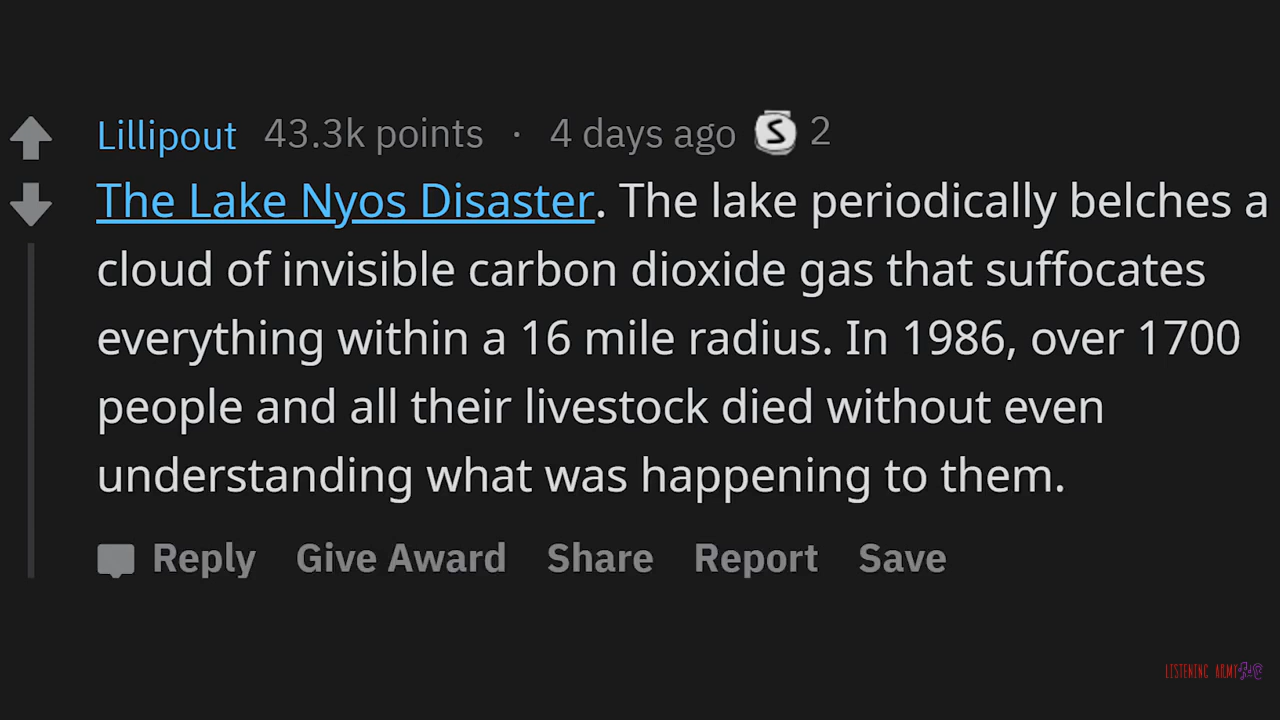 Lillipout 43.3k points · 4 days ago S 2
The Lake Nyos Disaster. The lake periodically belches a
cloud of invisible carbon dioxide gas that suffocates
everything within a 16 mile radius. In 1986, over 1700
people and all their livestock died without even
understanding what was happening to them.
Reply Give Award Share Report Save
LISTENING ARMY